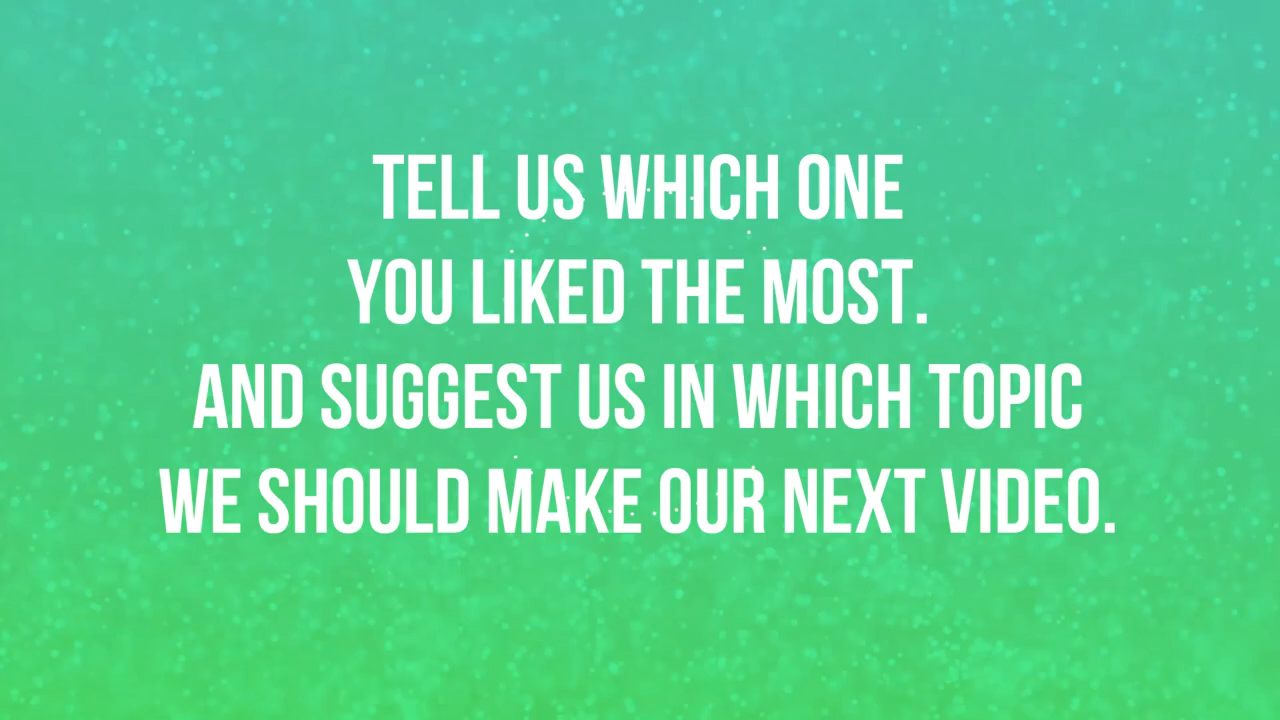 TELL US WHICH ONE
YOU LIKED THE MOST.
AND SUGGEST US IN WHICH TOPIC
WE SHOULD MAKE OUR NEXT VIDEO.